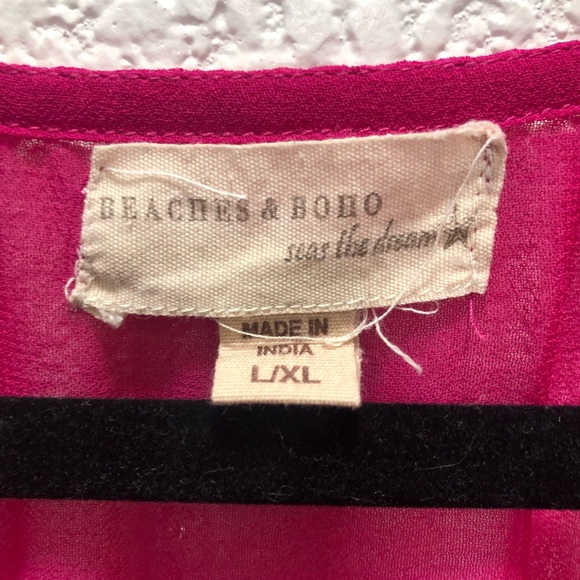 BEACHES & BOHO
seas the dream
MADE IN
INDIA
L/XL